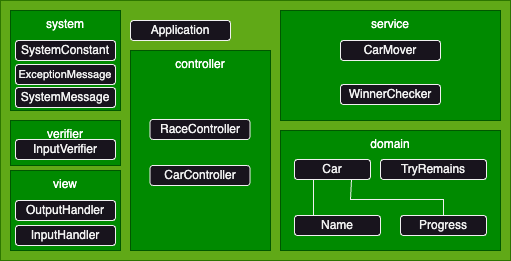 system
SystemConstant
ExceptionMessage
SystemMessage
verifier
InputVerifier
view
OutputHandler
InputHandler
Application
controller
RaceController
CarController
service
CarMover
WinnerChecker
domain
Car
TryRemains
Name
Progress